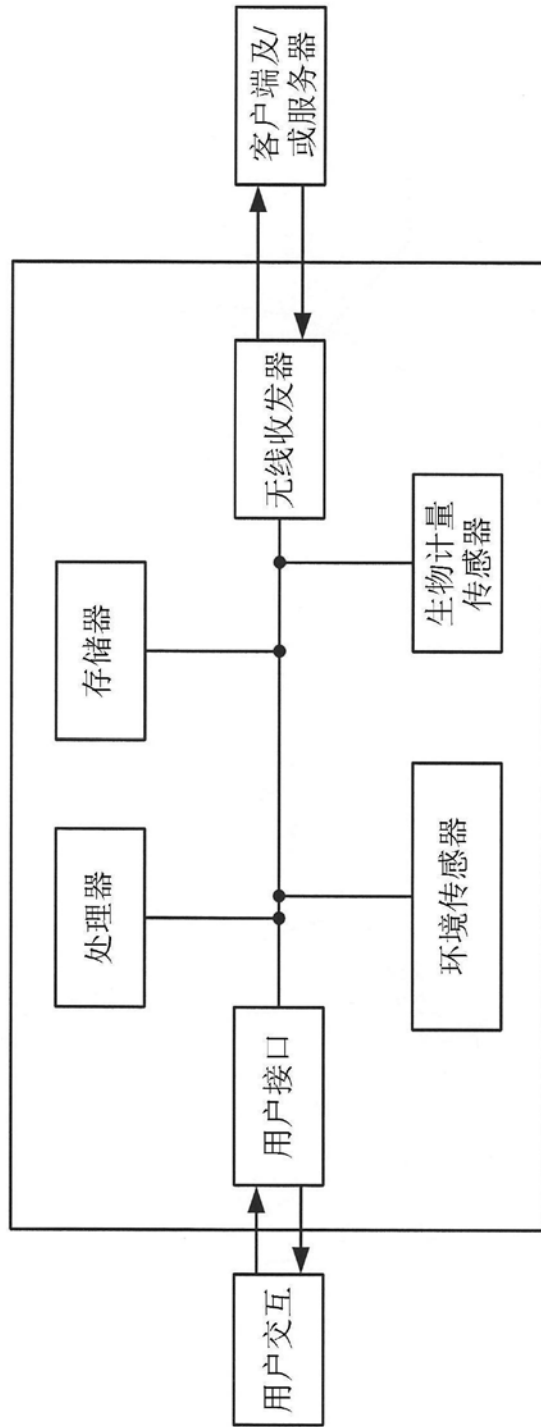 处理器
存储器
用户交互
用户接口
无线收发器
客户端及/
或服务器
环境传感器
生物计量
传感器